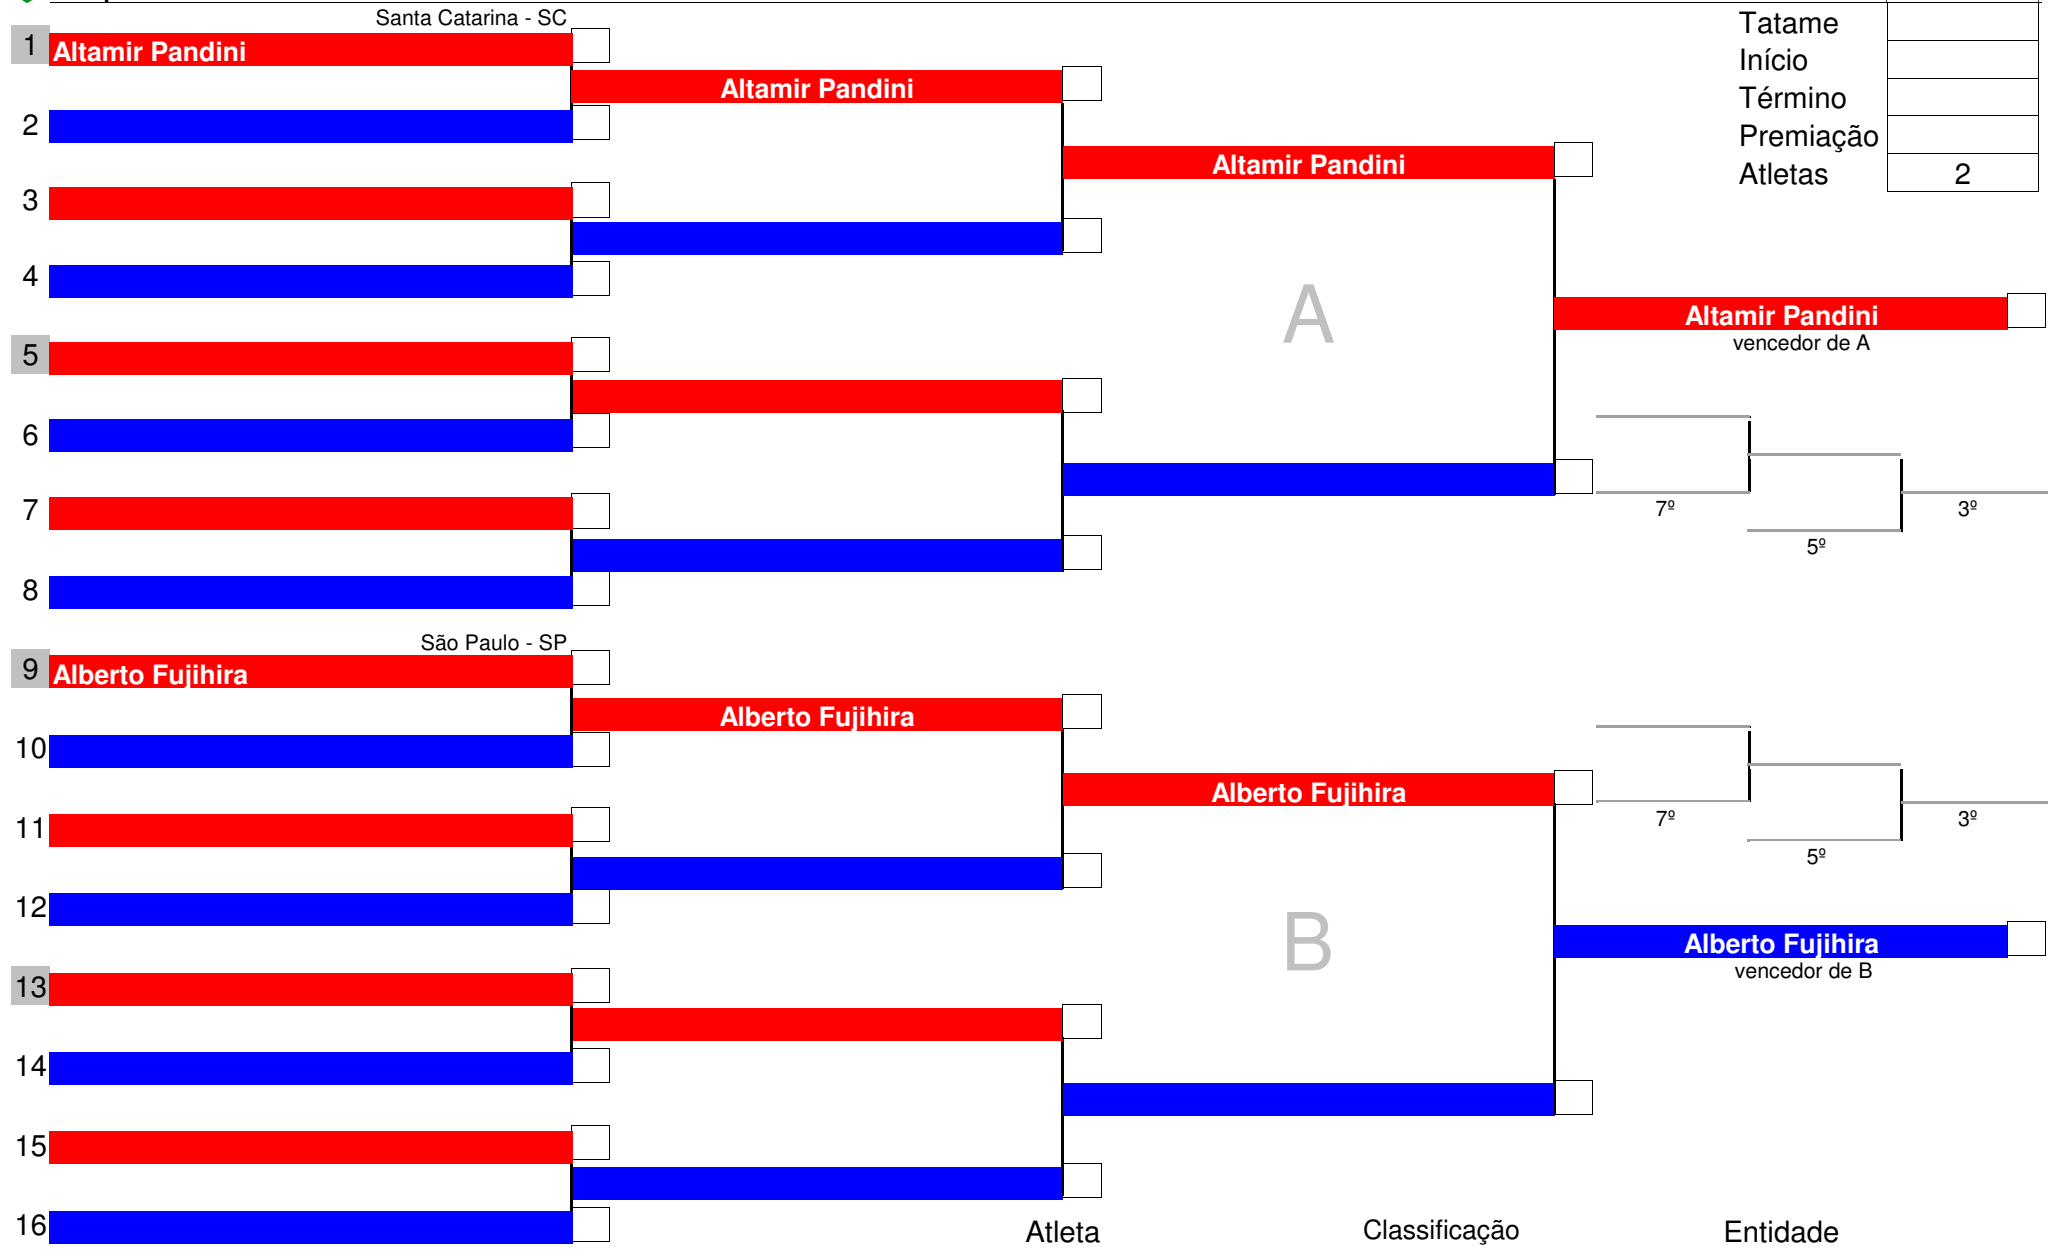 Santa Catarina - SC
Tatame
1 Altamir Pandini
Início
Altamir Pandini
Término
2
Premiação
Altamir Pandini
Atletas 2
3
4
Altamir Pandini
A
vencedor de A
5
6
7º
3º
7
5º
8
São Paulo - SP
9 Alberto Fujihira
Alberto Fujihira
10
Alberto Fujihira
7º
3º
11
5º
12
B
Alberto Fujihira
vencedor de B
13
14
15
16
Atleta Classificação Entidade